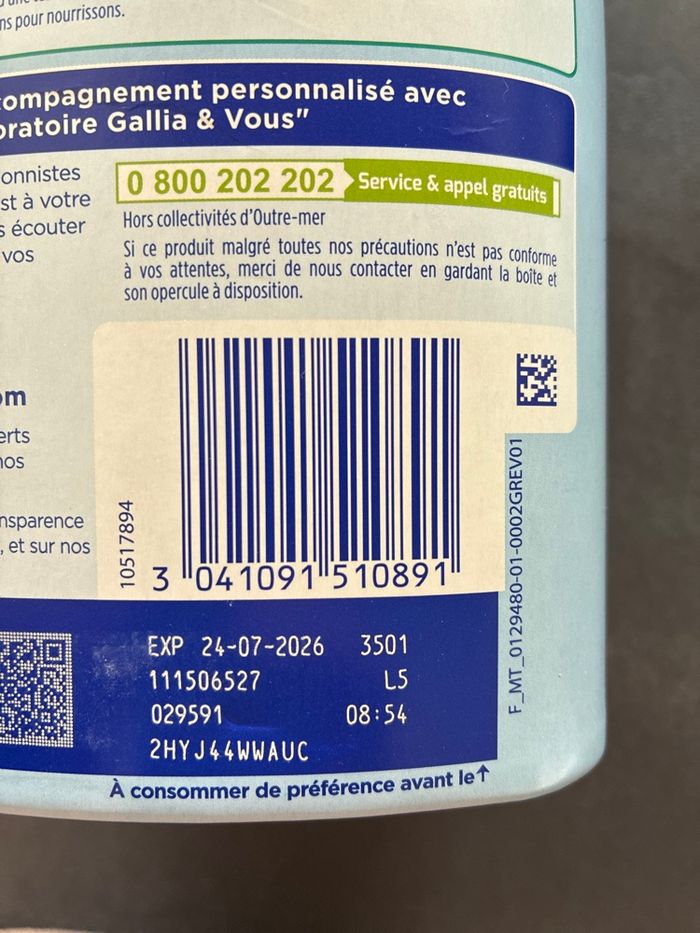 ns pour nourrissons.
compagnement personnalisé avec
oratoire Gallia & Vous"
onnistes
st à votre
s écouter
vos
0 800 202 202 Service & appel gratuits
Hors collectivités d'Outre-mer
Si ce produit malgré toutes nos précautions n'est pas conforme
à vos attentes, merci de nous contacter en gardant la boîte et
son opercule à disposition.
om
erts
nos
nsparence
, et sur nos
10517894
3 041091 510891
F_MT_0129480-01-0002GREV01
EXP 24-07-2026 3501
111506527 L5
029591 08:54
2HYJ44WWAUC
À consommer de préférence avant le↑